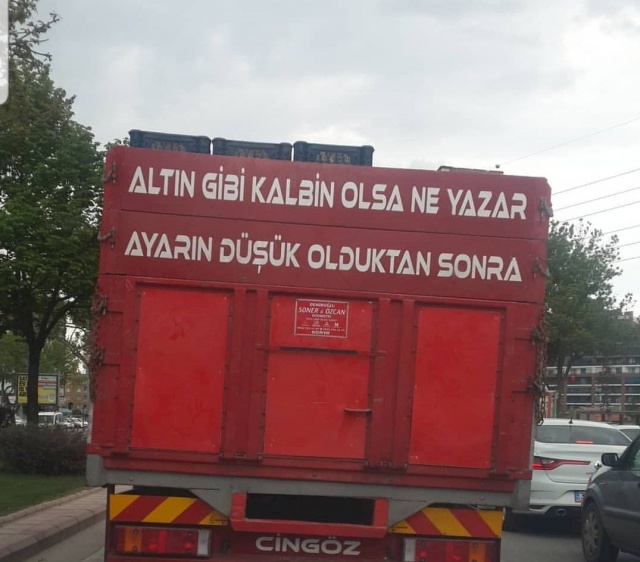 ALTIN GİBİ KALBİN OLSA NE YAZAR
AYARIN DÜŞÜK OLDUKTAN SONRA
SONER & ÖZCAN
CİNGÖZ